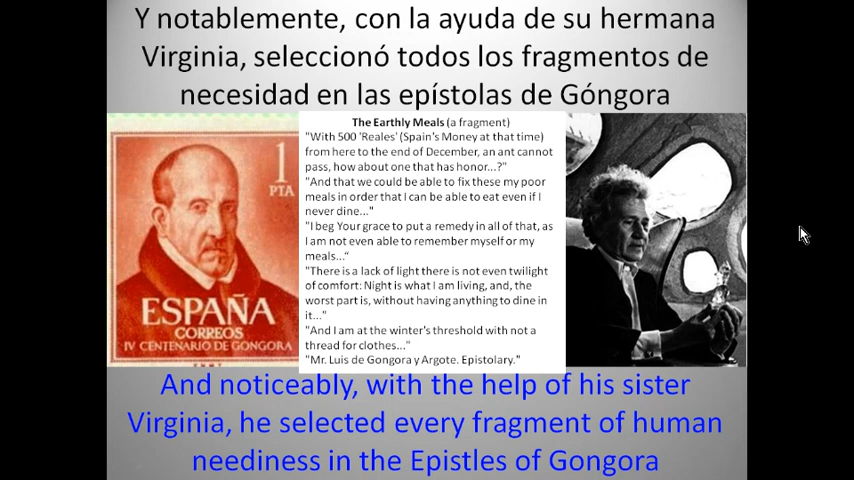 Y notablemente, con la ayuda de su hermana
Virginia, seleccionó todos los fragmentos de
necesidad en las epístolas de Góngora
1
PTA
ESPAÑA
CORREOS
IV CENTENARIO DE GONGORA
The Earthly Meals (a fragment)
"With 500 'Reales' (Spain's Money at that time)
from here to the end of December, an ant cannot
pass, how about one that has honor...?"
"And that we could be able to fix these my poor
meals in order that I can be able to eat even if I
never dine..."
"I beg Your grace to put a remedy in all of that, as
I am not even able to remember myself or my
meals..."
"There is a lack of light there is not even twilight
of comfort: Night is what I am living, and, the
worst part is, without having anything to dine in
it..."
"And I am at the winter's threshold with not a
thread for clothes..."
"Mr. Luis de Gongora y Argote. Epistolary."
And noticeably, with the help of his sister
Virginia, he selected every fragment of human
neediness in the Epistles of Gongora